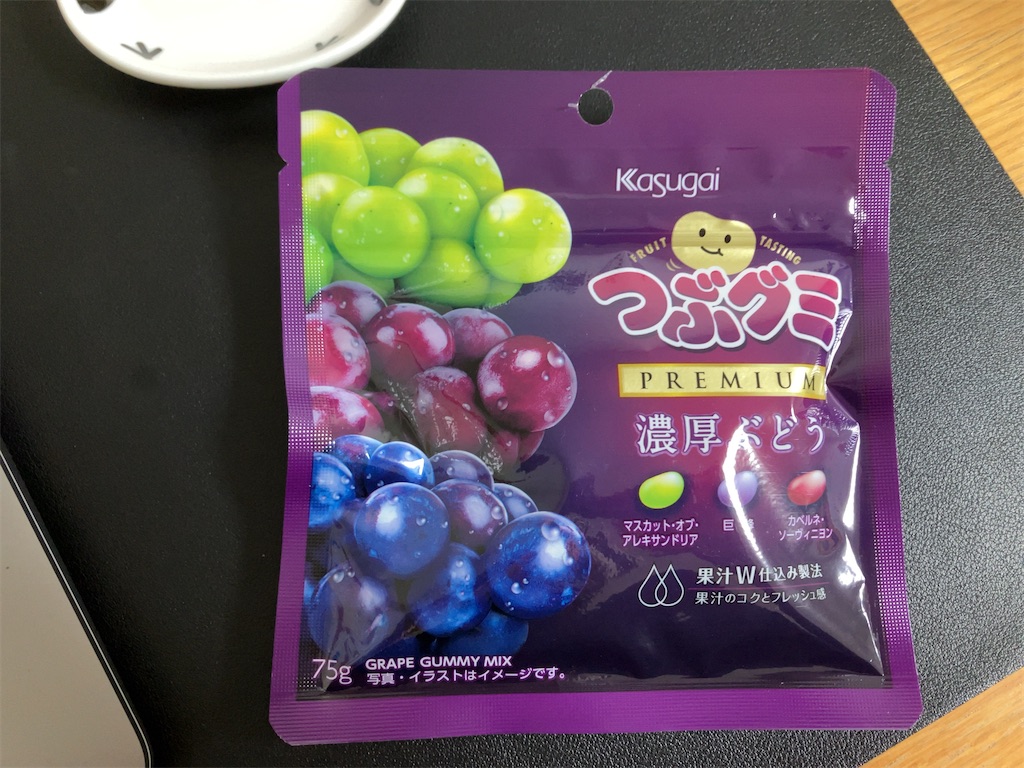 Kasugai
FRUIT TASTING
つぶグミ
PREMIUM
濃厚ぶどう
マスカット・オブ・
アレキサンドリア
巨峰
カベルネ・
ソーヴィニヨン
果汁W仕込み製法
果汁のコクとフレッシュ感
75g
GRAPE GUMMY MIX
写真・イラストはイメージです。